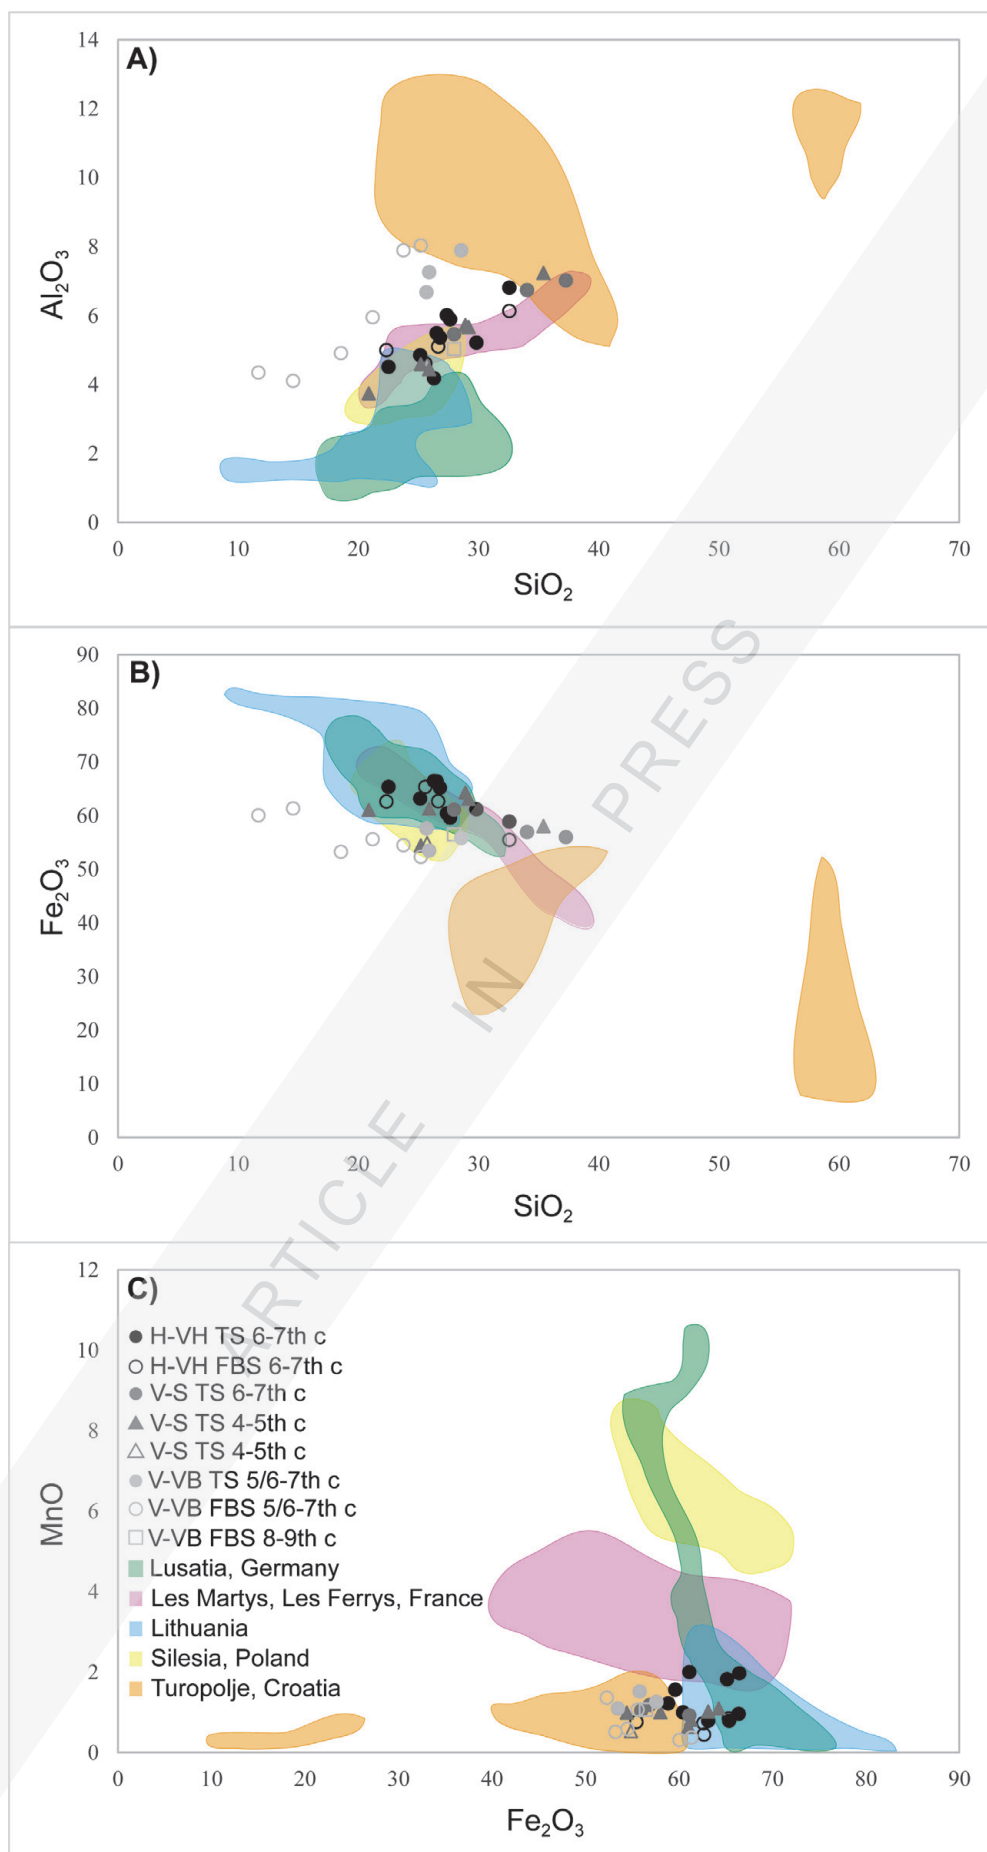 A)
14
12
10
8
6
4
2
0
Al₂O₃
0 10 20 30 40 50 60 70
SiO₂
B)
90
80
70
60
50
40
30
20
10
0
Fe₂O₃
0 10 20 30 40 50 60 70
SiO₂
C)
12
10
8
6
4
2
0
MnO
H-VH TS 6-7th c
H-VH FBS 6-7th c
V-S TS 6-7th c
V-S TS 4-5th c
V-S TS 4-5th c
V-VB TS 5/6-7th c
V-VB FBS 5/6-7th c
V-VB FBS 8-9th c
Lusatia, Germany
Les Martys, Les Ferrys, France
Lithuania
Silesia, Poland
Turopolje, Croatia
0 10 20 30 40 50 60 70 80 90
Fe₂O₃
ARTICLE IN PRESS